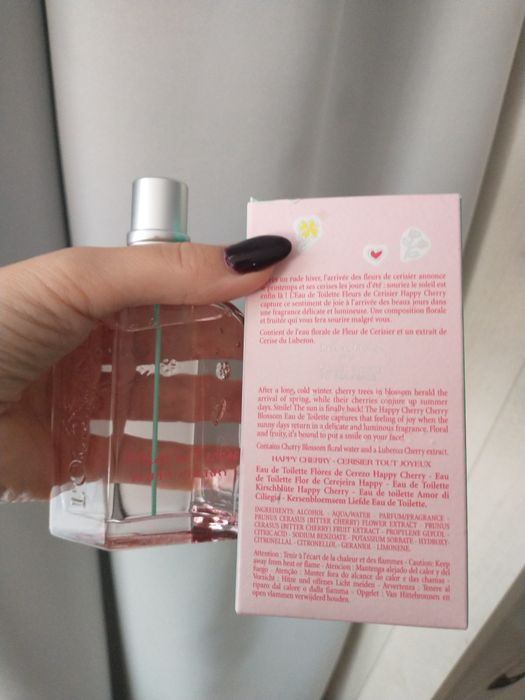 un rude hiver, l'arrivée des fleurs de cerisier annonce
printemps et ses cerises les jours d'été : souriez le soleil est
enfin là ! L'Eau de Toilette Fleurs de Cerisier Happy Cherry
capture ce sentiment de joie à l'arrivée des beaux jours dans
une fragrance délicate et lumineuse. Une composition florale
et fruitée qui vous fera sourire malgré vous
Contient de l'eau florale de Fleur de Cerisier et un extrait de
Cerise du Luberon.
After a long, cold winter, cherry trees in blossom herald the
arrival of spring, while their cherries conjure up summer
days. Smile! The sun is finally back! The Happy Cherry Cherry
Blossom Eau de Toilette captures that feeling of joy when the
sunny days return in a delicate and luminous fragrance. Floral
and fruity, it's bound to put a smile on your face!
Contains Cherry Blossom floral water and a Luberon Cherry extract.
HAPPY CHERRY - CERISIER TOUT JOYEUX
Eau de Toilette Flores de Cerezo Happy Cherry - Eau
de Toilette Flor de Cerejeira Happy - Eau de Toilette
Kirschblüte Happy Cherry - Eau de toilette Amor di
Ciliegio - Kersenbloemsem Liefde Eau de Toilette.
INGREDIENTS: ALCOHOL - AQUA/WATER - PARFUM/FRAGRANCE -
PRUNUS CERASUS (BITTER CHERRY) FLOWER EXTRACT - PRUNUS
CERASUS (BITTER CHERRY) FRUIT EXTRACT - PROPYLENE GLYCOL -
CITRIC ACID - SODIUM BENZOATE - POTASSIUM SORBATE - HYDROXY-
CITRONELLAL - CITRONELLOL - GERANIOL - LIMONENE.
Attention : Tenir à l'écart de la chaleur et des flammes - Caution: Keep
away from heat or flame - Atencion : Mantenga alejado del calor y del
fuego - Atenção : Manter fora do alcance do calor e das chamas -
Vorsicht : Hitze und offenes Licht meiden - Avvertenza : Tenere al
riparo dal calore o dalla fiamma - Opgelet : Van Hittebronnen en
open vlammen verwijderd houden.